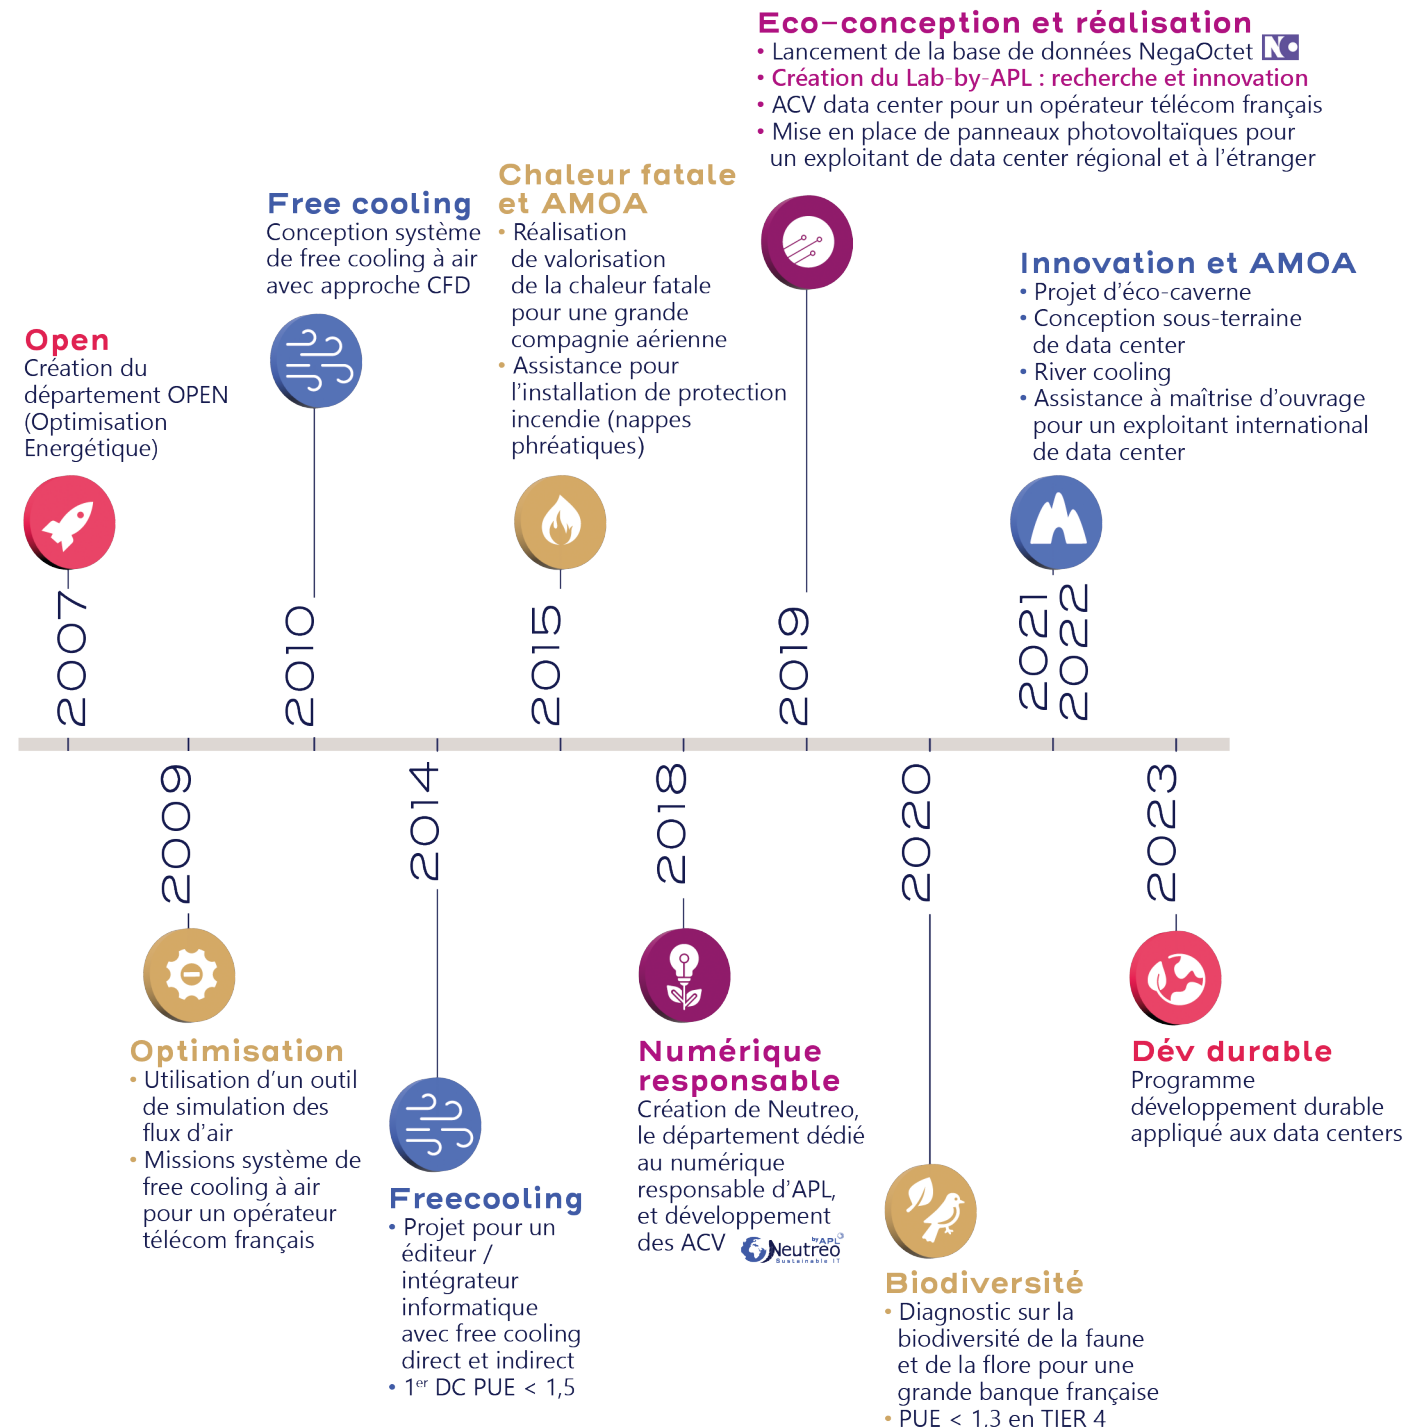 Eco-conception et réalisation
• Lancement de la base de données NegaOctet NO
• Création du Lab-by-APL : recherche et innovation
• ACV data center pour un opérateur télécom français
• Mise en place de panneaux photovoltaïques pour
un exploitant de data center régional et à l'étranger
Chaleur fatale
et AMOA
• Réalisation
de valorisation
de la chaleur fatale
pour une grande
compagnie aérienne
• Assistance pour
l'installation de protection
incendie (nappes
phréatiques)
Free cooling
Conception système
de free cooling à air
avec approche CFD
Innovation et AMOA
• Projet d'éco-caverne
• Conception sous-terraine
de data center
• River cooling
• Assistance à maîtrise d'ouvrage
pour un exploitant international
de data center
Open
Création du
département OPEN
(Optimisation
Energétique)
2007
2010
2015
2019
2021
2022
2009
2014
2018
2020
2023
Optimisation
• Utilisation d'un outil
de simulation des
flux d'air
• Missions système de
free cooling à air
pour un opérateur
télécom français
Freecooling
• Projet pour un
éditeur /
intégrateur
informatique
avec free cooling
direct et indirect
• 1er DC PUE < 1,5
Numérique
responsable
Création de Neutreo,
le département dédié
au numérique
responsable d'APL,
et développement
des ACV
by APL
Neutreo
Sustainable IT
Biodiversité
• Diagnostic sur la
biodiversité de la faune
et de la flore pour une
grande banque française
• PUE < 1,3 en TIER 4
Dév durable
Programme
développement durable
appliqué aux data centers